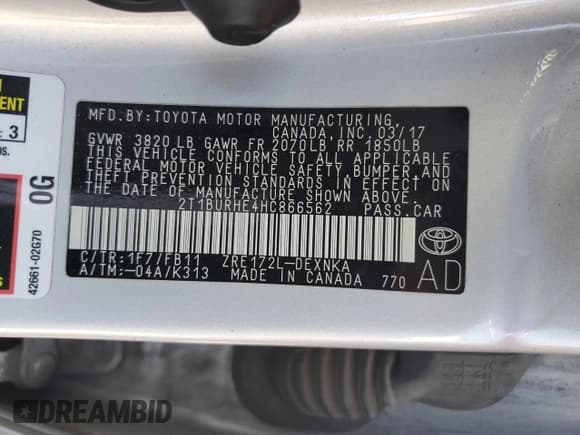 MFD. BY: TOYOTA MOTOR MANUFACTURING,
CANADA, INC. 03/17
GVWR 3820 LB GAWR FR 2070LB RR 1850LB
THIS VEHICLE CONFORMS TO ALL APPLICABLE
FEDERAL MOTOR VEHICLE SAFETY, BUMPER, AND
THEFT PREVENTION STANDARDS IN EFFECT ON
THE DATE OF MANUFACTURE SHOWN ABOVE.
2T1BURHE4HC866562 PASS. CAR
C/TR: 1F7/FB11 ZRE172L-DEXNKA
A/TM: -04A/K313 MADE IN CANADA 770
TOYOTA
AD
: 3
0G
42661-02G70
DREAMBID